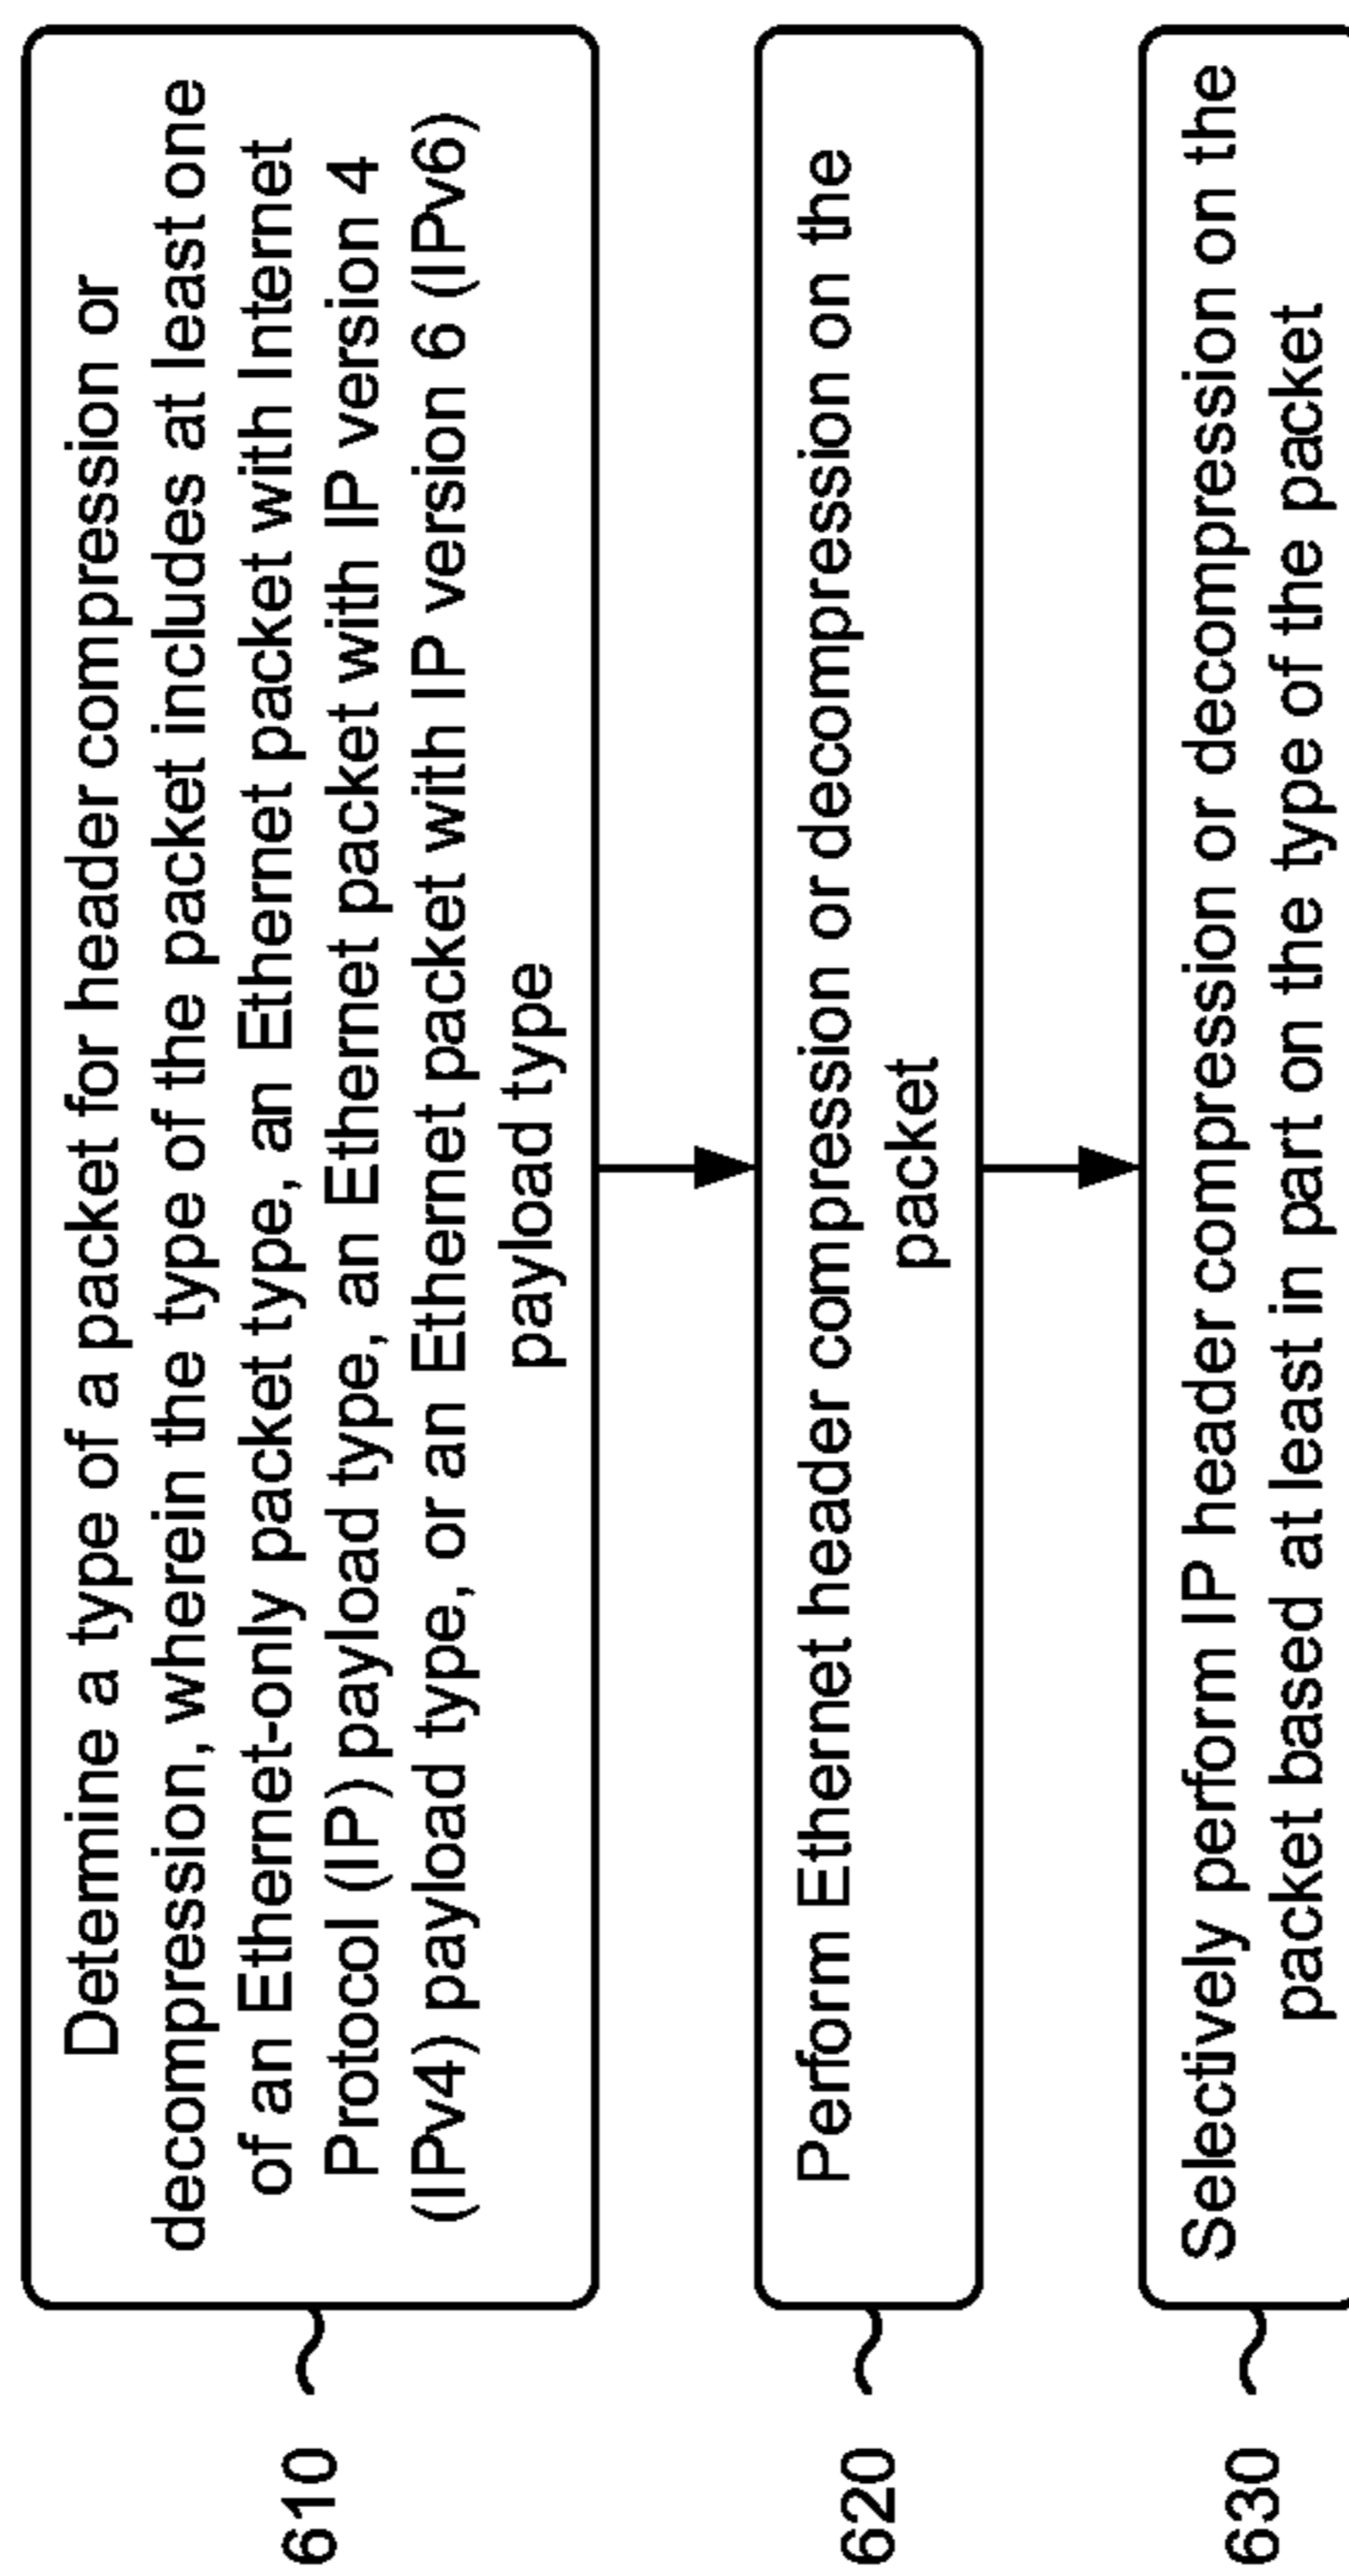 610
Determine a type of a packet for header compression or
decompression, wherein the type of the packet includes at least one
of an Ethernet-only packet type, an Ethernet packet with Internet
Protocol (IP) payload type, an Ethernet packet with IP version 4
(IPv4) payload type, or an Ethernet packet with IP version 6 (IPv6)
payload type
620
Perform Ethernet header compression or decompression on the
packet
630
Selectively perform IP header compression or decompression on the
packet based at least in part on the type of the packet